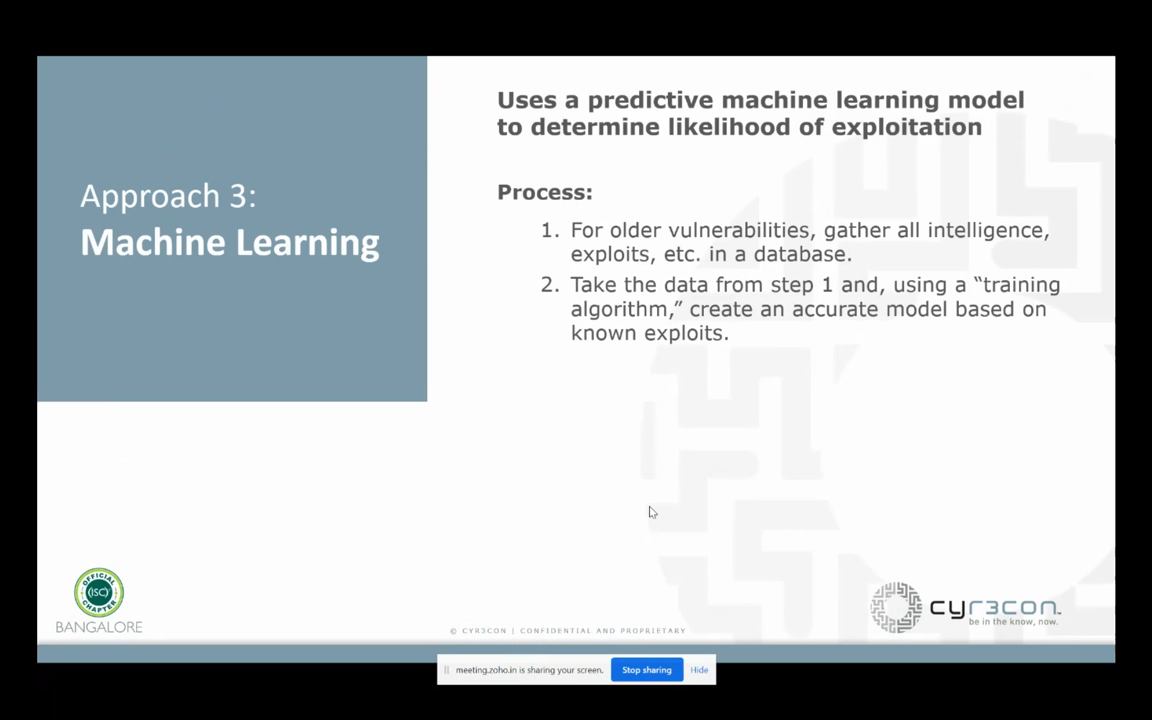 Uses a predictive machine learning model
to determine likelihood of exploitation
Approach 3:
Machine Learning
Process:
1. For older vulnerabilities, gather all intelligence,
exploits, etc. in a database.
2. Take the data from step 1 and, using a “training
algorithm,” create an accurate model based on
known exploits.
OFFICIAL
(ISC)²
CHAPTER
BANGALORE
© CYR3CON | CONFIDENTIAL AND PROPRIETARY
cyr3con™
be in the know, now.
meeting.zoho.in is sharing your screen.
Stop sharing
Hide